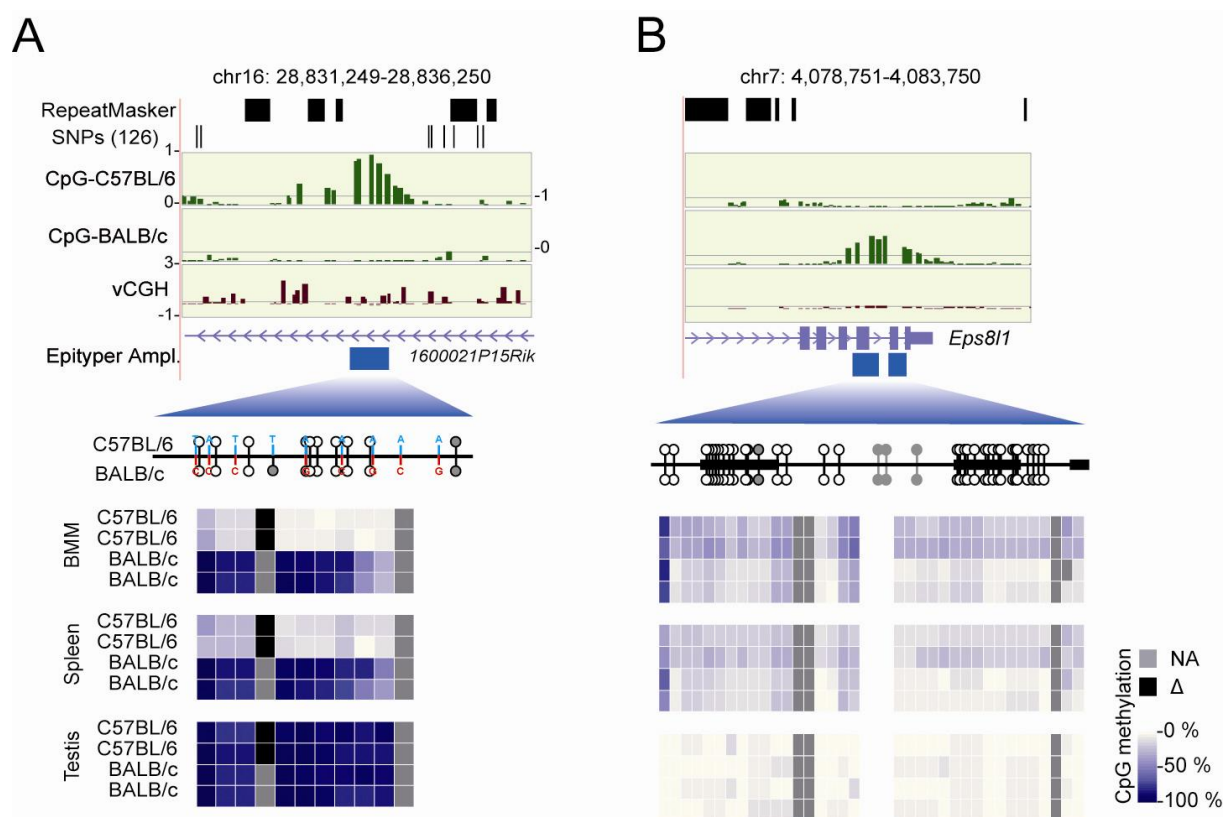 A
B
chr16: 28,831,249-28,836,250
chr7: 4,078,751-4,083,750
RepeatMasker
SNPs (126)
1
CpG-C57BL/6
0
-1
CpG-BALB/c
-0
3
vCGH
-1
Epityper Ampl.
1600021P15Rik
Eps8l1
C57BL/6
T A T T A A A A A
BALB/c
C C G G C G
BMM
C57BL/6
C57BL/6
BALB/c
BALB/c
Spleen
C57BL/6
C57BL/6
BALB/c
BALB/c
Testis
C57BL/6
C57BL/6
BALB/c
BALB/c
NA
Δ
CpG methylation
-0 %
-50 %
-100 %